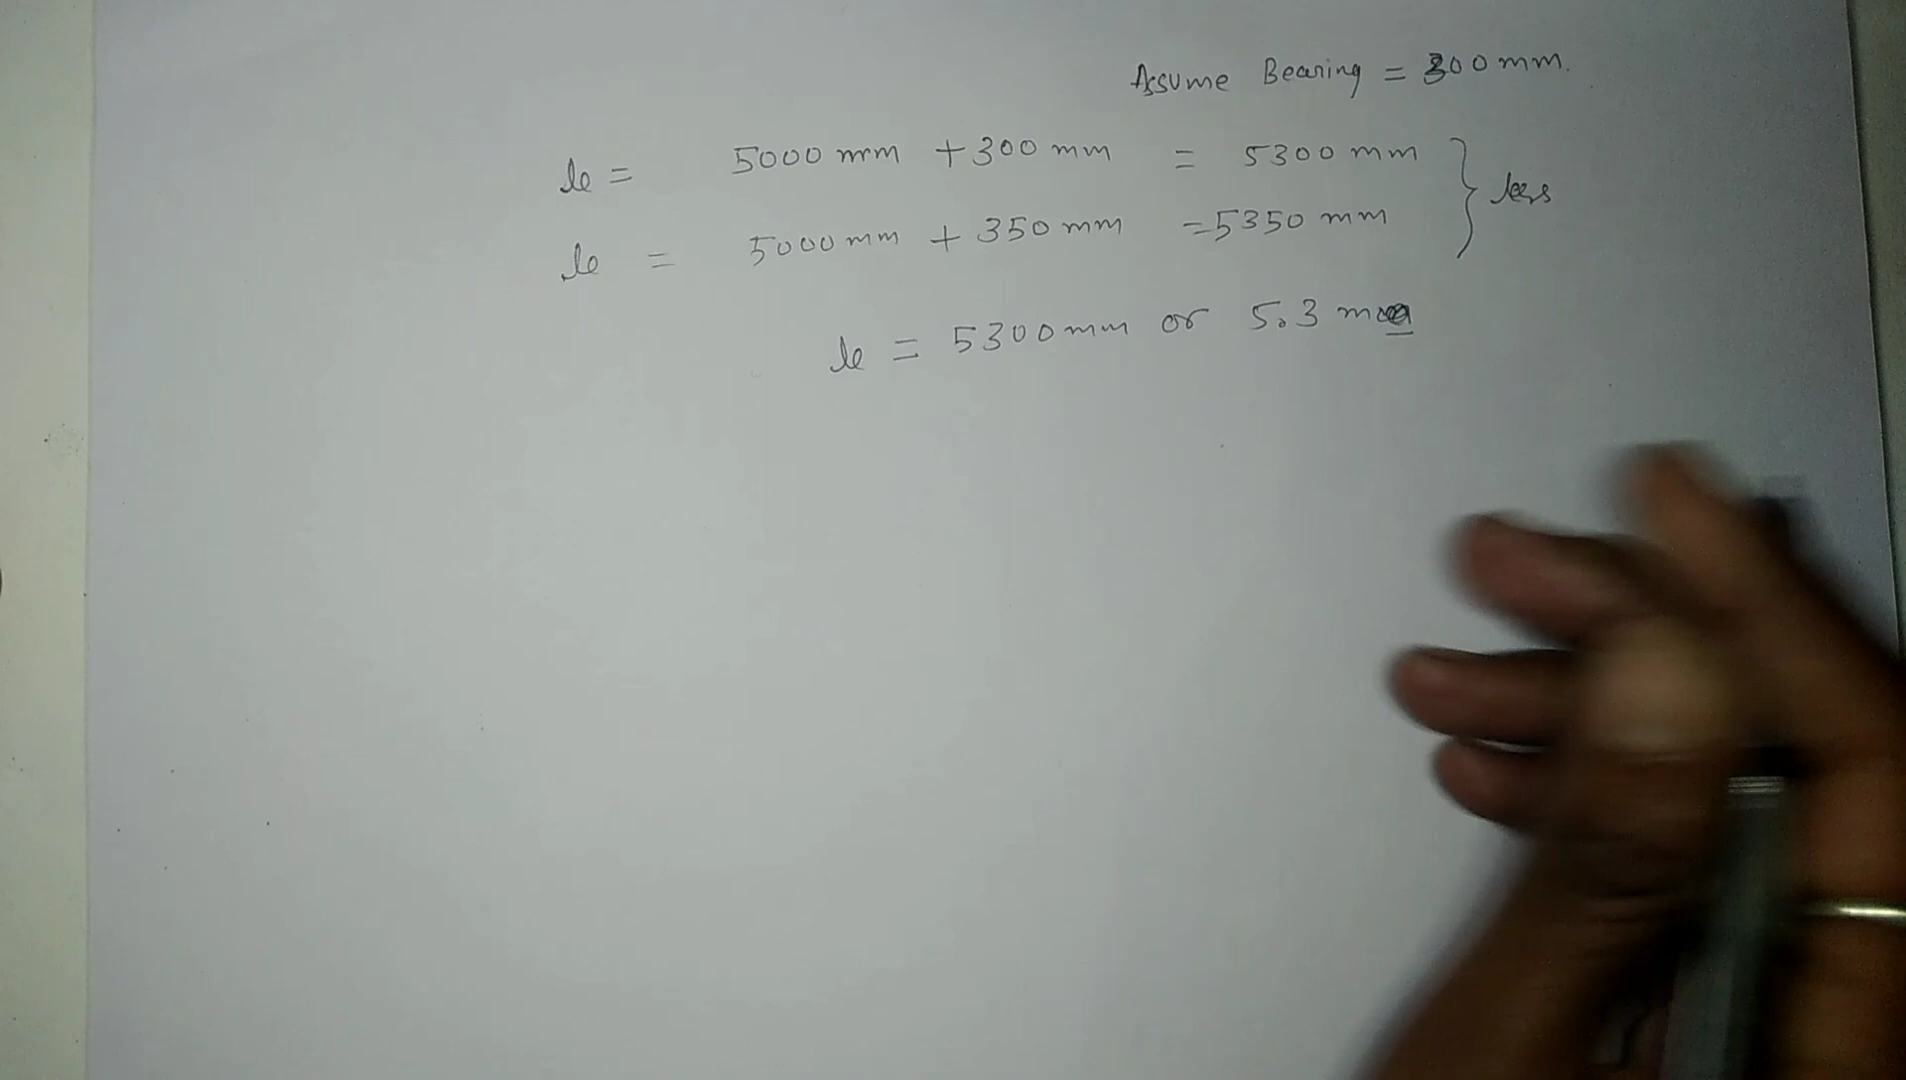 Assume Bearing = 300 mm.
le = 5000 mm + 300 mm = 5300 mm
le = 5000 mm + 350 mm = 5350 mm
less
le = 5300 mm or 5.3 m